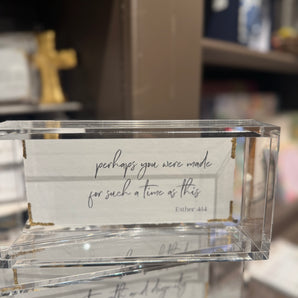 perhaps you were made
for such a time as this
Esther 4:14